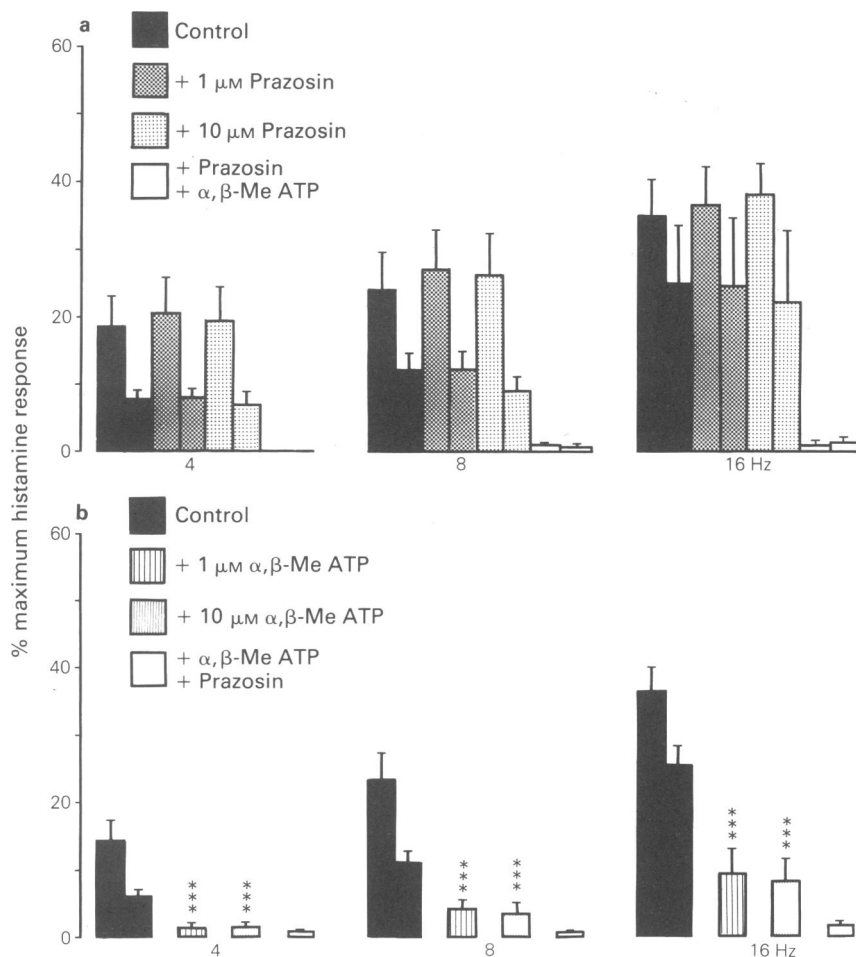 a
Control
+ 1 μM Prazosin
+ 10 μM Prazosin
+ Prazosin
+ α,β-Me ATP
60
40
20
0
4
8
16 Hz
% maximum histamine response
b
Control
+ 1 μM α,β-Me ATP
+ 10 μM α,β-Me ATP
+ α,β-Me ATP
+ Prazosin
60
40
20
0
***
***
***
***
***
***
4
8
16 Hz